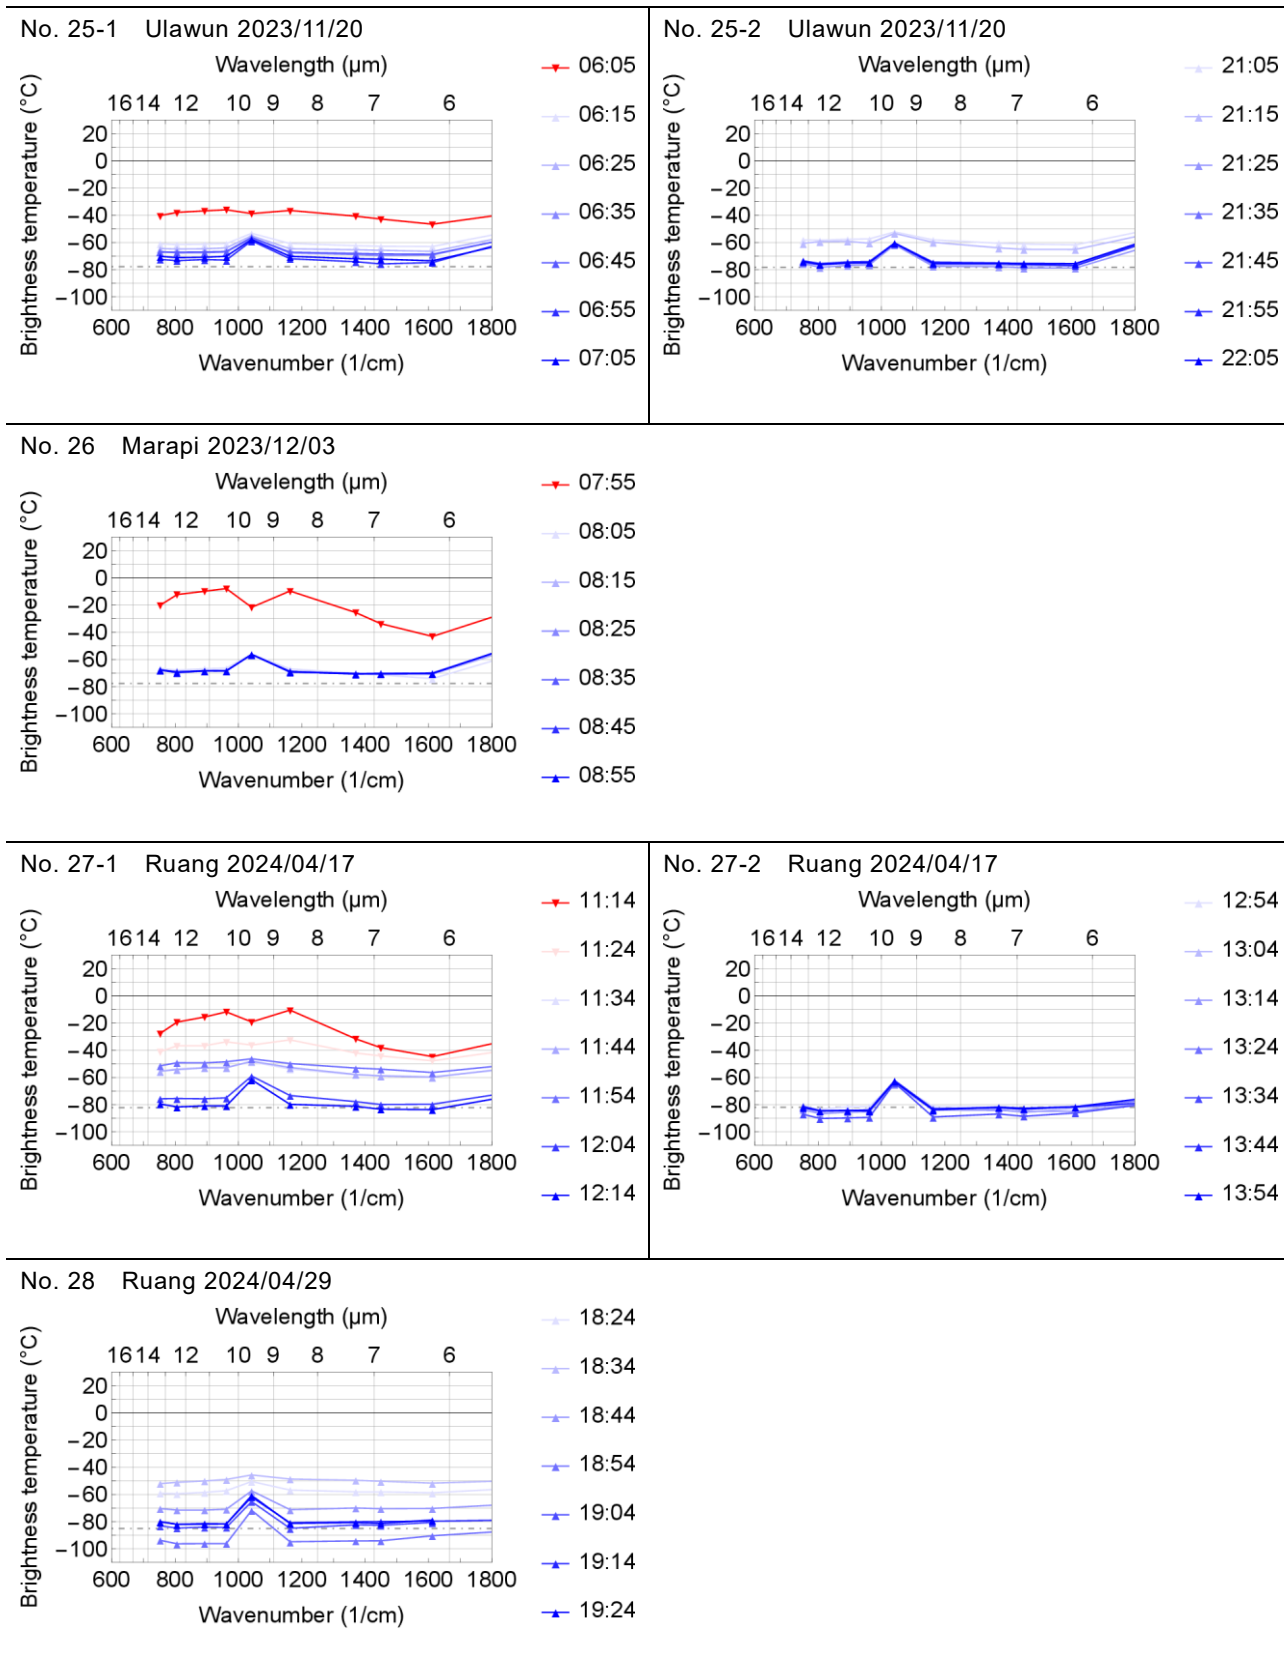 No. 25-1 Ulawun 2023/11/20
Wavelength (µm)
16 14 12 10 9 8 7 6
Brightness temperature (°C)
20
0
−20
−40
−60
−80
−100
600 800 1000 1200 1400 1600 1800
Wavenumber (1/cm)
06:05
06:15
06:25
06:35
06:45
06:55
07:05
No. 25-2 Ulawun 2023/11/20
Wavelength (µm)
16 14 12 10 9 8 7 6
Brightness temperature (°C)
20
0
−20
−40
−60
−80
−100
600 800 1000 1200 1400 1600 1800
Wavenumber (1/cm)
21:05
21:15
21:25
21:35
21:45
21:55
22:05
No. 26 Marapi 2023/12/03
Wavelength (µm)
16 14 12 10 9 8 7 6
Brightness temperature (°C)
20
0
−20
−40
−60
−80
−100
600 800 1000 1200 1400 1600 1800
Wavenumber (1/cm)
07:55
08:05
08:15
08:25
08:35
08:45
08:55
No. 27-1 Ruang 2024/04/17
Wavelength (µm)
16 14 12 10 9 8 7 6
Brightness temperature (°C)
20
0
−20
−40
−60
−80
−100
600 800 1000 1200 1400 1600 1800
Wavenumber (1/cm)
11:14
11:24
11:34
11:44
11:54
12:04
12:14
No. 27-2 Ruang 2024/04/17
Wavelength (µm)
16 14 12 10 9 8 7 6
Brightness temperature (°C)
20
0
−20
−40
−60
−80
−100
600 800 1000 1200 1400 1600 1800
Wavenumber (1/cm)
12:54
13:04
13:14
13:24
13:34
13:44
13:54
No. 28 Ruang 2024/04/29
Wavelength (µm)
16 14 12 10 9 8 7 6
Brightness temperature (°C)
20
0
−20
−40
−60
−80
−100
600 800 1000 1200 1400 1600 1800
Wavenumber (1/cm)
18:24
18:34
18:44
18:54
19:04
19:14
19:24